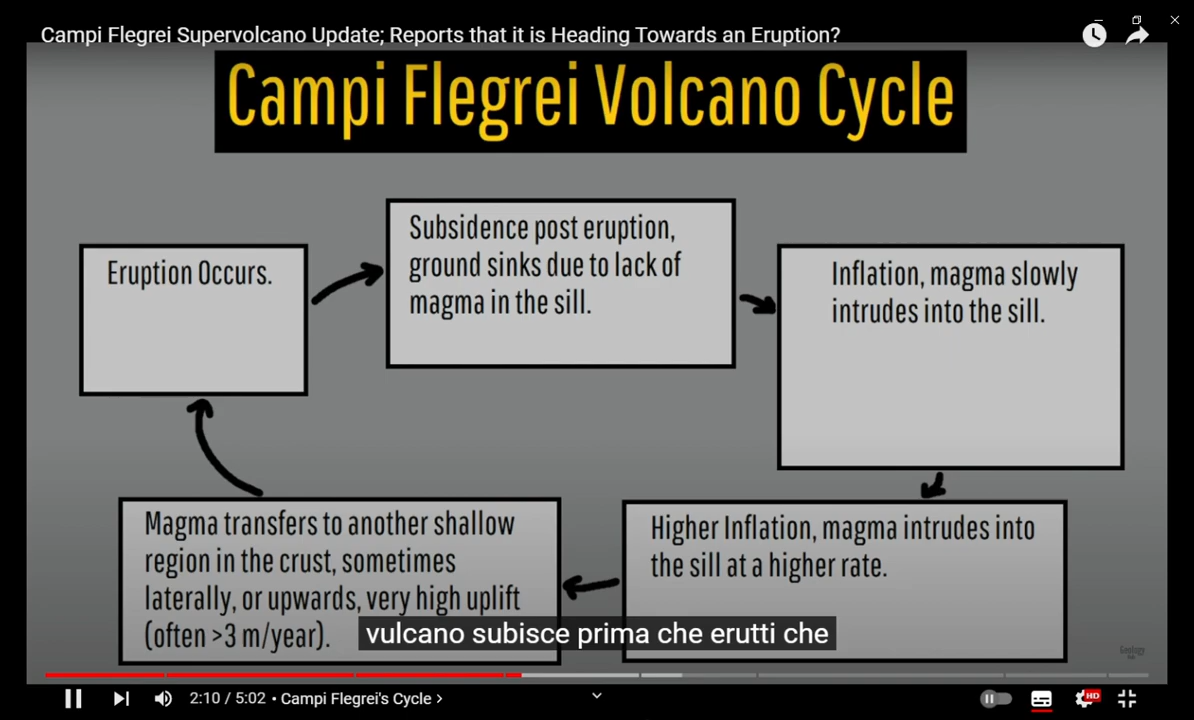 Campi Flegrei Supervolcano Update; Reports that it is Heading Towards an Eruption?
Campi Flegrei Volcano Cycle
Eruption Occurs.
Subsidence post eruption,
ground sinks due to lack of
magma in the sill.
Inflation, magma slowly
intrudes into the sill.
Higher Inflation, magma intrudes into
the sill at a higher rate.
Magma transfers to another shallow
region in the crust, sometimes
laterally, or upwards, very high uplift
(often >3 m/year).
vulcano subisce prima che erutti che
Geology
Hub
2:10 / 5:02 • Campi Flegrei's Cycle
HD